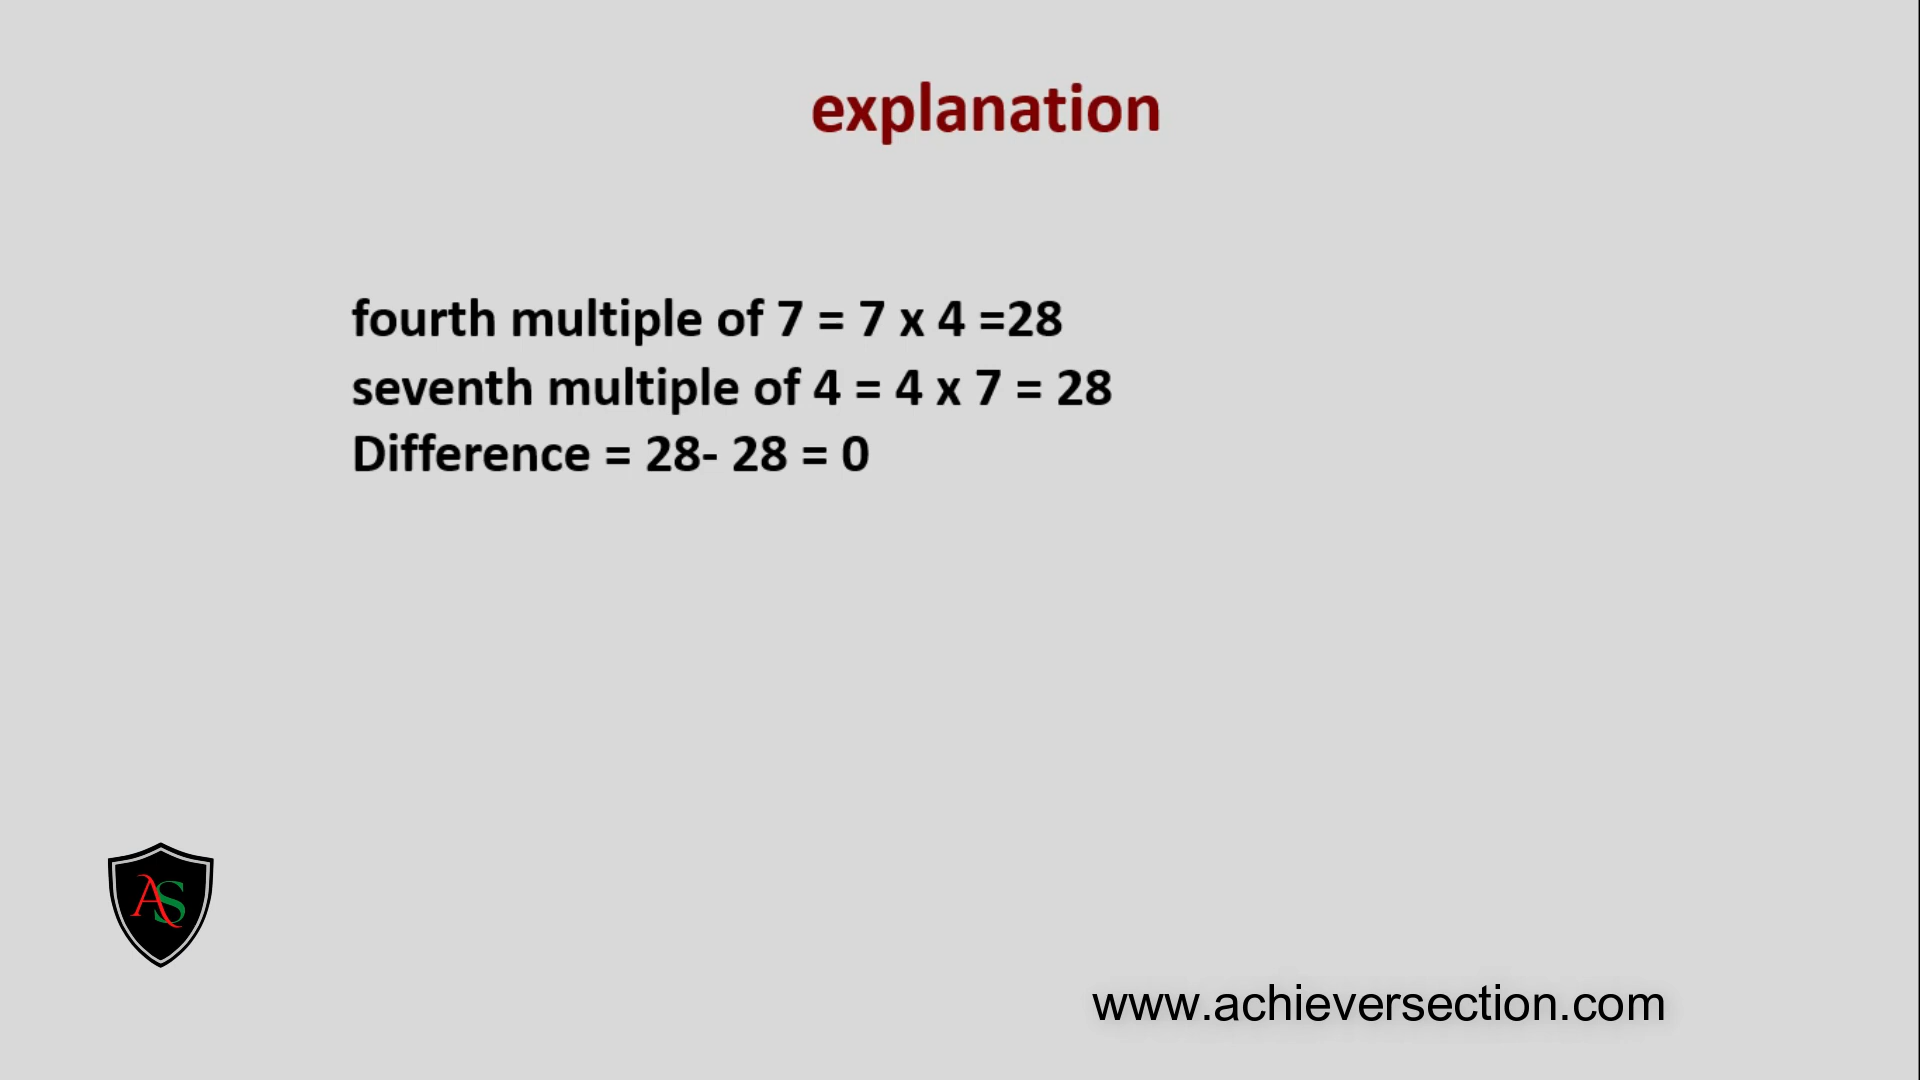 explanation
fourth multiple of 7 = 7 x 4 =28
seventh multiple of 4 = 4 x 7 = 28
Difference = 28- 28 = 0
AS
www.achieversection.com